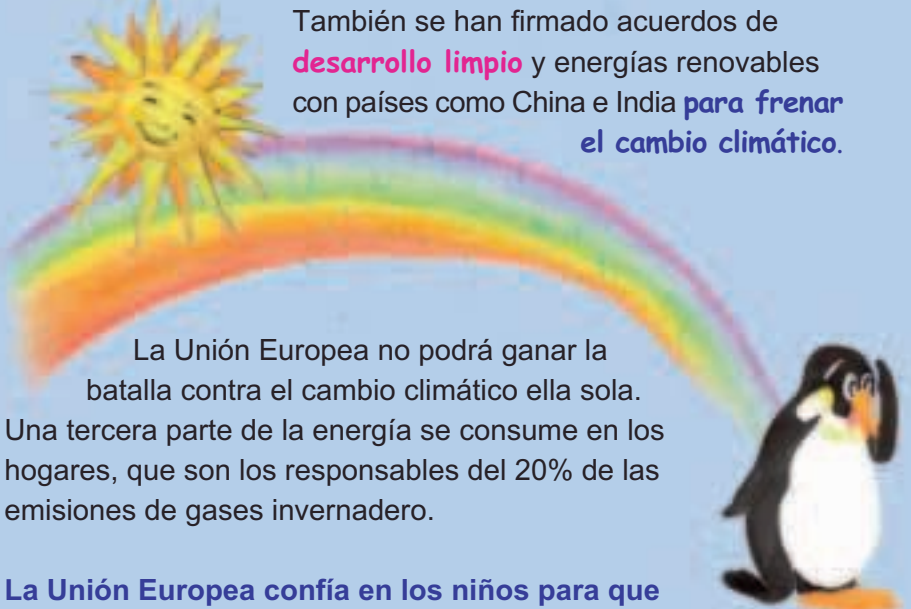 También se han firmado acuerdos de
desarrollo limpio y energías renovables
con países como China e India para frenar
el cambio climático.
La Unión Europea no podrá ganar la
batalla contra el cambio climático ella sola.
Una tercera parte de la energía se consume en los
hogares, que son los responsables del 20% de las
emisiones de gases invernadero.
La Unión Europea confía en los niños para que